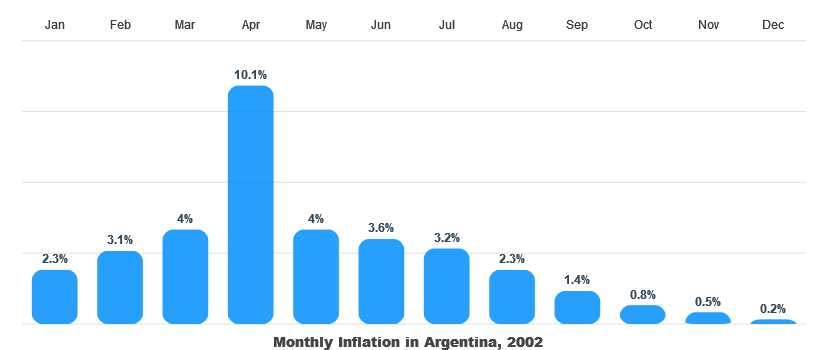 Jan Feb Mar Apr May Jun Jul Aug Sep Oct Nov Dec
2.3% 3.1% 4% 10.1% 4% 3.6% 3.2% 2.3% 1.4% 0.8% 0.5% 0.2%
Monthly Inflation in Argentina, 2002